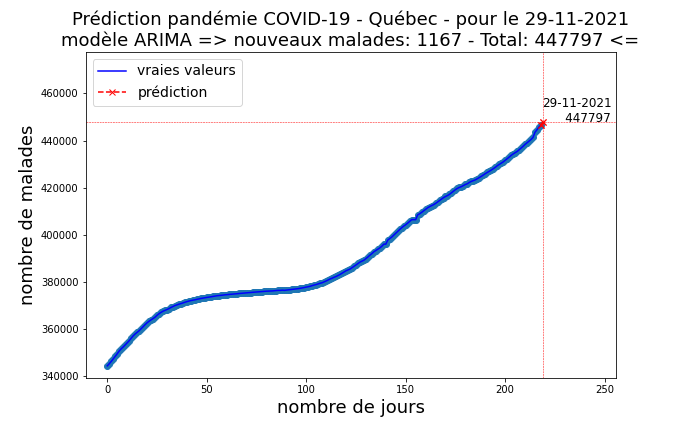 Prédiction pandémie COVID-19 - Québec - pour le 29-11-2021
modèle ARIMA => nouveaux malades: 1167 - Total: 447797 <=
vraies valeurs
prédiction
29-11-2021
447797
nombre de malades
460000
440000
420000
400000
380000
360000
340000
0 50 100 150 200 250
nombre de jours